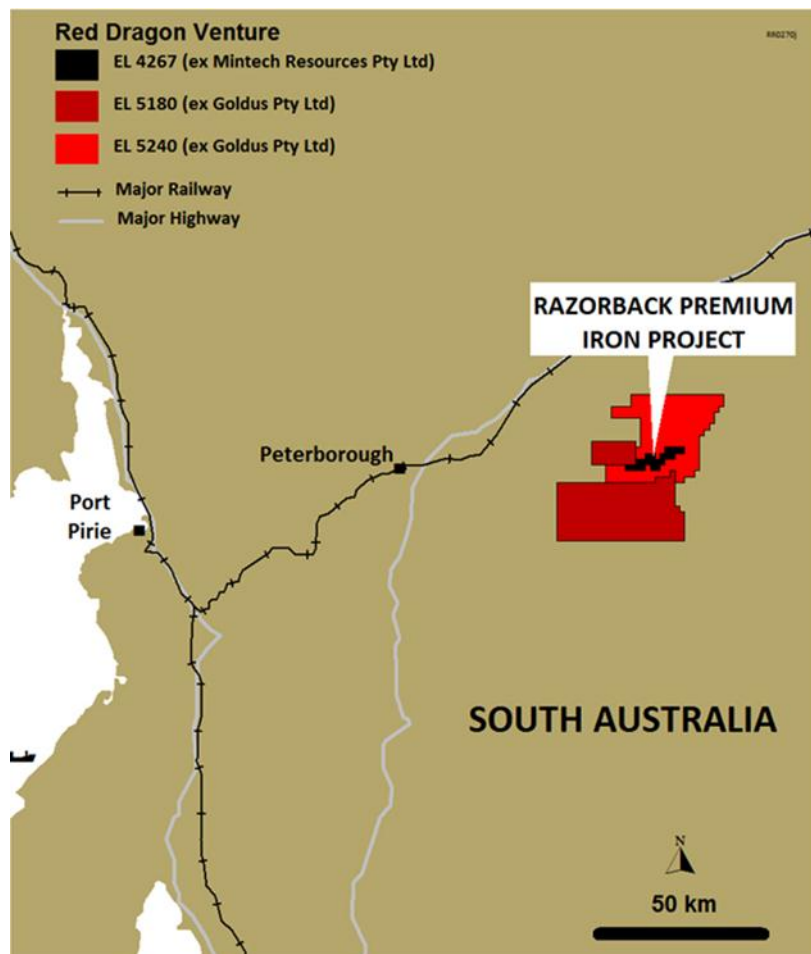 Red Dragon Venture
RR0270j
EL 4267 (ex Mintech Resources Pty Ltd)
EL 5180 (ex Goldus Pty Ltd)
EL 5240 (ex Goldus Pty Ltd)
Major Railway
Major Highway
RAZORBACK PREMIUM
IRON PROJECT
Peterborough
Port
Pirie
SOUTH AUSTRALIA
N
50 km